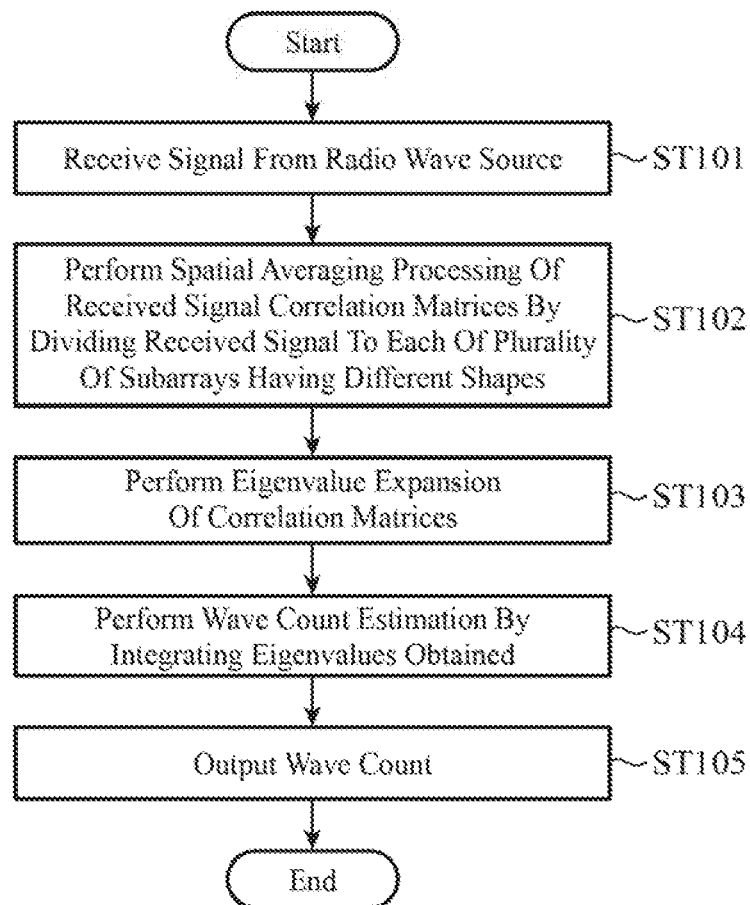 Start
Receive Signal From Radio Wave Source
ST101
Perform Spatial Averaging Processing Of
Received Signal Correlation Matrices By
Dividing Received Signal To Each Of Plurality
Of Subarrays Having Different Shapes
ST102
Perform Eigenvalue Expansion
Of Correlation Matrices
ST103
Perform Wave Count Estimation By
Integrating Eigenvalues Obtained
ST104
Output Wave Count
ST105
End